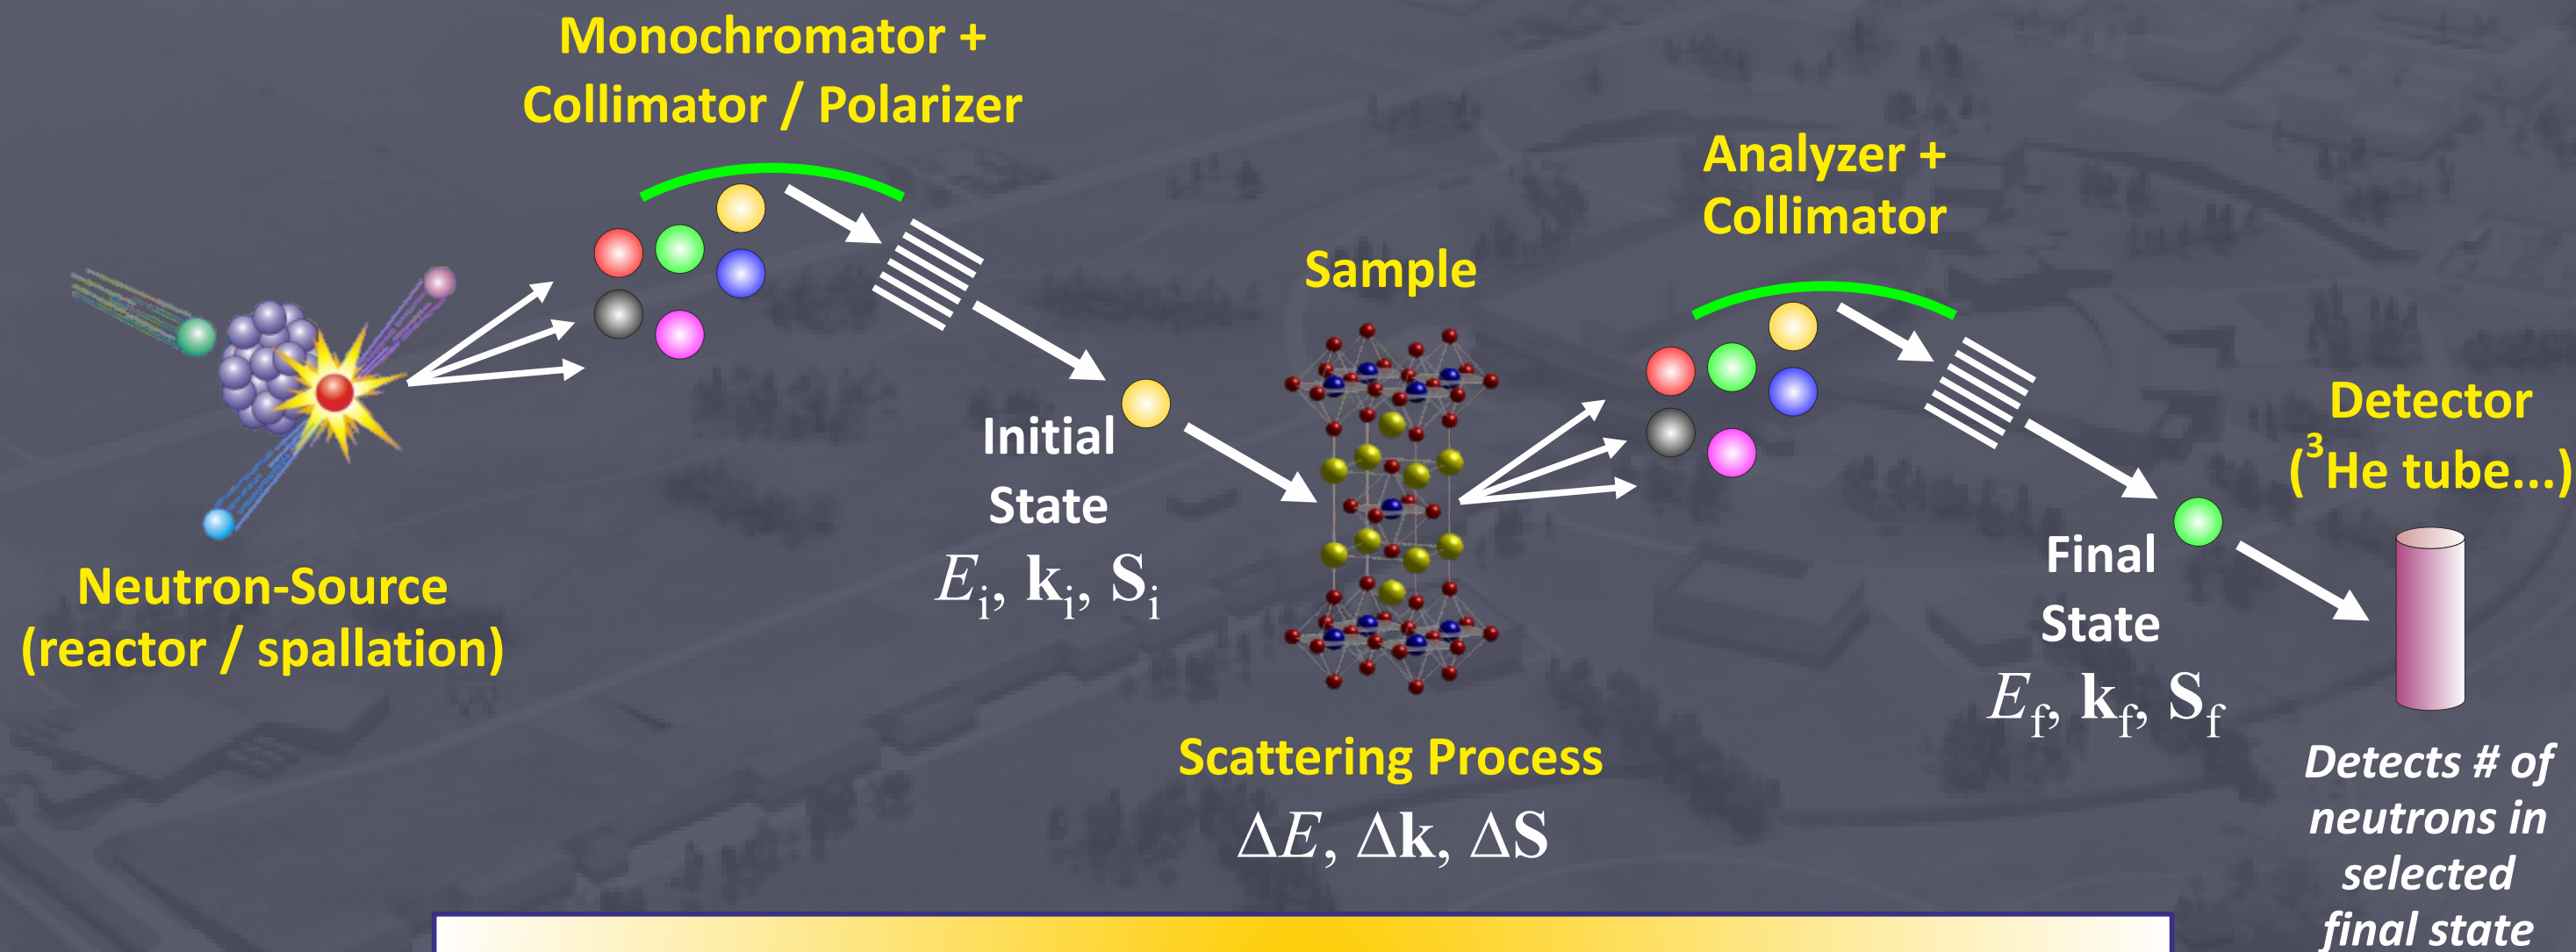 Monochromator +
Collimator / Polarizer
Analyzer +
Collimator
Sample
Detector
(³He tube...)
Initial
State
Eᵢ, kᵢ, Sᵢ
Neutron-Source
(reactor / spallation)
Final
State
E_f, k_f, S_f
Scattering Process
ΔE, Δk, ΔS
Detects # of
neutrons in
selected
final state